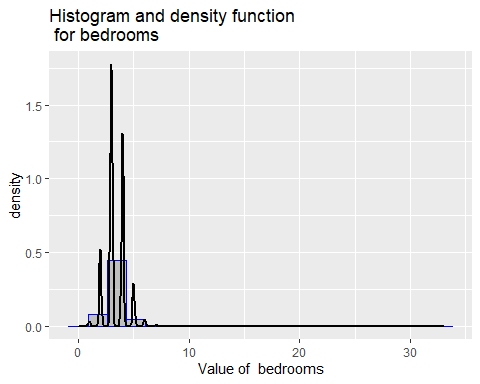 Histogram and density function
for bedrooms
1.5
1.0
0.5
0.0
density
0
10
20
30
Value of  bedrooms